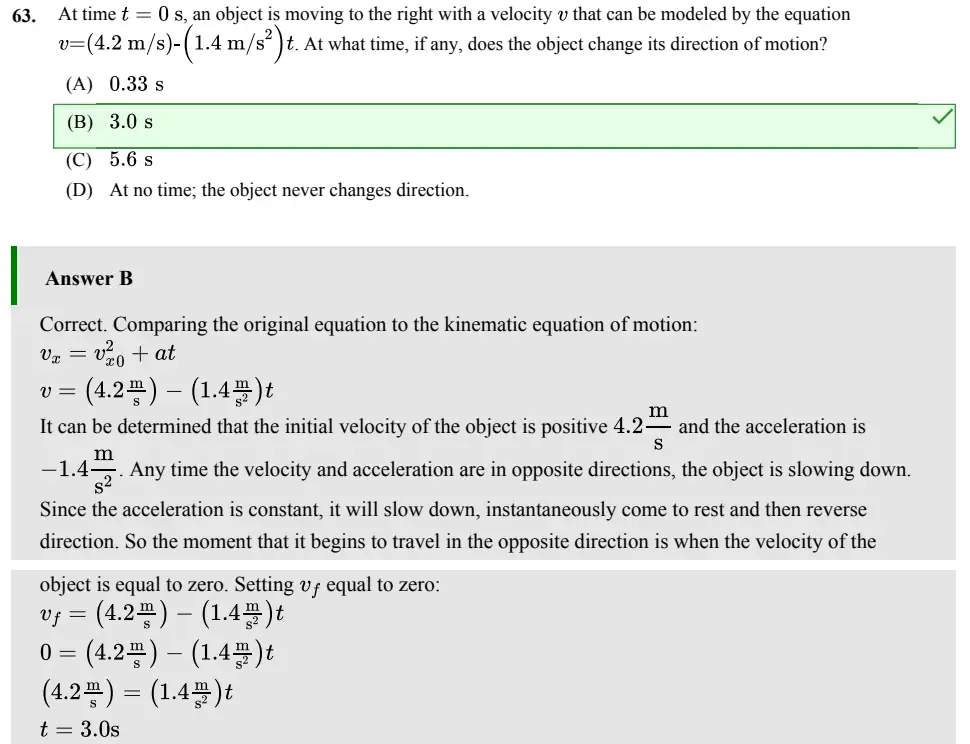 63. At time t = 0 s, an object is moving to the right with a velocity v that can be modeled by the equation
v=(4.2 m/s)-(1.4 m/s²)t. At what time, if any, does the object change its direction of motion?
(A) 0.33 s
(B) 3.0 s
(C) 5.6 s
(D) At no time; the object never changes direction.
Answer B
Correct. Comparing the original equation to the kinematic equation of motion:
vₓ = v²ₓ₀ + at
v = (4.2 m/s) − (1.4 m/s²)t
It can be determined that the initial velocity of the object is positive 4.2 m/s and the acceleration is
−1.4 m/s². Any time the velocity and acceleration are in opposite directions, the object is slowing down.
Since the acceleration is constant, it will slow down, instantaneously come to rest and then reverse
direction. So the moment that it begins to travel in the opposite direction is when the velocity of the
object is equal to zero. Setting v_f equal to zero:
v_f = (4.2 m/s) − (1.4 m/s²)t
0 = (4.2 m/s) − (1.4 m/s²)t
(4.2 m/s) = (1.4 m/s²)t
t = 3.0s